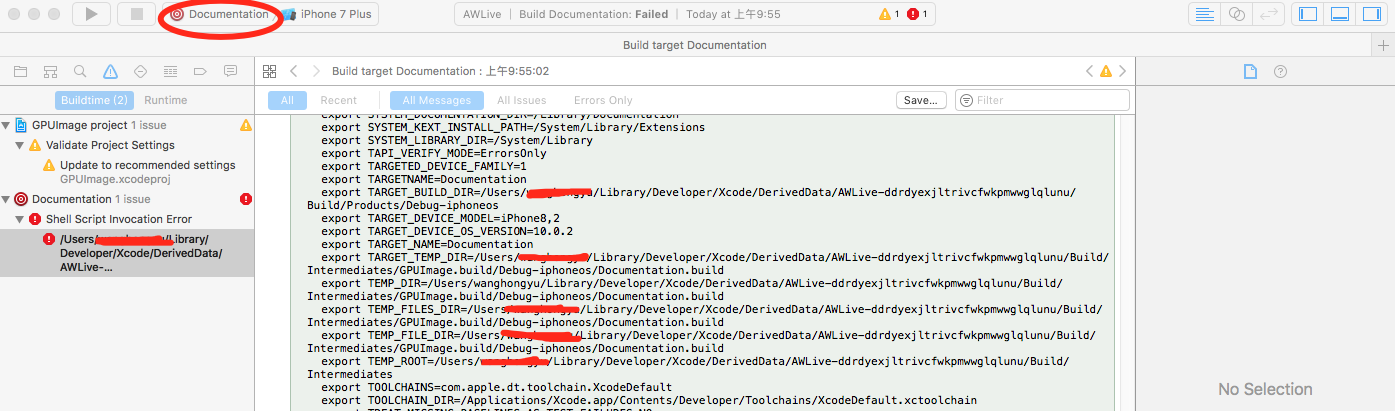 Documentation iPhone 7 Plus AWLive | Build Documentation: Failed | Today at 上午9:55 1 1
Build target Documentation
Build target Documentation : 上午9:55:02
Buildtime (2) Runtime
All Recent All Messages All Issues Errors Only Save... Filter
GPUImage project 1 issue
Validate Project Settings
Update to recommended settings
GPUImage.xcodeproj
Documentation 1 issue
Shell Script Invocation Error
/Users/ /Library/
Developer/Xcode/DerivedData/
AWLive-...
export SYSTEM_DOCUMENTATION_DIR=/Library/Documentation
export SYSTEM_KEXT_INSTALL_PATH=/System/Library/Extensions
export SYSTEM_LIBRARY_DIR=/System/Library
export TAPI_VERIFY_MODE=ErrorsOnly
export TARGETED_DEVICE_FAMILY=1
export TARGETNAME=Documentation
export TARGET_BUILD_DIR=/Users/ /Library/Developer/Xcode/DerivedData/AWLive-ddrdyexjltrivcfwkpmwwglqlunu/
Build/Products/Debug-iphoneos
export TARGET_DEVICE_MODEL=iPhone8,2
export TARGET_DEVICE_OS_VERSION=10.0.2
export TARGET_NAME=Documentation
export TARGET_TEMP_DIR=/Users/ /Library/Developer/Xcode/DerivedData/AWLive-ddrdyexjltrivcfwkpmwwglqlunu/Build/
Intermediates/GPUImage.build/Debug-iphoneos/Documentation.build
export TEMP_DIR=/Users/wanghongyu/Library/Developer/Xcode/DerivedData/AWLive-ddrdyexjltrivcfwkpmwwglqlunu/Build/
Intermediates/GPUImage.build/Debug-iphoneos/Documentation.build
export TEMP_FILES_DIR=/Users/ /Library/Developer/Xcode/DerivedData/AWLive-ddrdyexjltrivcfwkpmwwglqlunu/Build/
Intermediates/GPUImage.build/Debug-iphoneos/Documentation.build
export TEMP_FILE_DIR=/Users/ /Library/Developer/Xcode/DerivedData/AWLive-ddrdyexjltrivcfwkpmwwglqlunu/Build/
Intermediates/GPUImage.build/Debug-iphoneos/Documentation.build
export TEMP_ROOT=/Users/ /Library/Developer/Xcode/DerivedData/AWLive-ddrdyexjltrivcfwkpmwwglqlunu/Build/
Intermediates
export TOOLCHAINS=com.apple.dt.toolchain.XcodeDefault
export TOOLCHAIN_DIR=/Applications/Xcode.app/Contents/Developer/Toolchains/XcodeDefault.xctoolchain
export TREAT_MISSING_BASELINES_AS_TEST_FAILURES=NO
No Selection